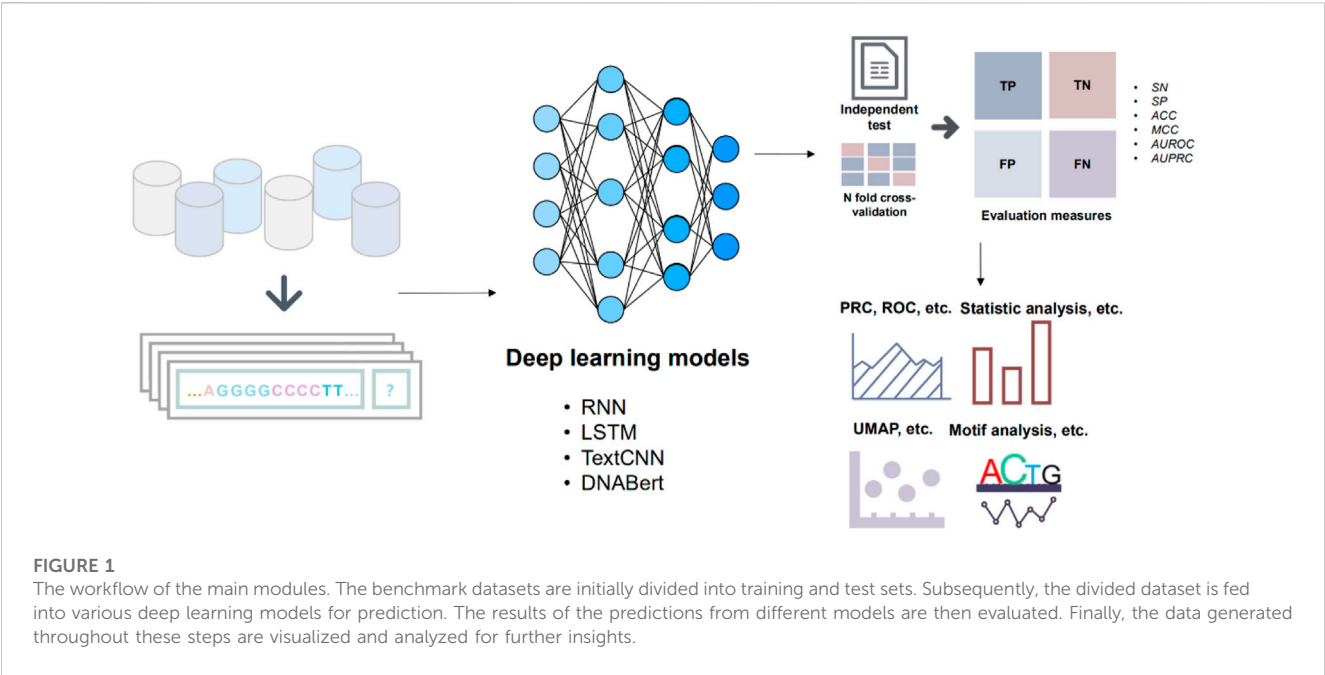 ...AGGGGCCCCTT...
?
Deep learning models
• RNN
• LSTM
• TextCNN
• DNABert
Independent
test
N fold cross-
validation
TP
TN
FP
FN
Evaluation measures
• SN
• SP
• ACC
• MCC
• AUROC
• AUPRC
PRC, ROC, etc.
Statistic analysis, etc.
UMAP, etc.
Motif analysis, etc.
ACTG
FIGURE 1
The workflow of the main modules. The benchmark datasets are initially divided into training and test sets. Subsequently, the divided dataset is fed
into various deep learning models for prediction. The results of the predictions from different models are then evaluated. Finally, the data generated
throughout these steps are visualized and analyzed for further insights.